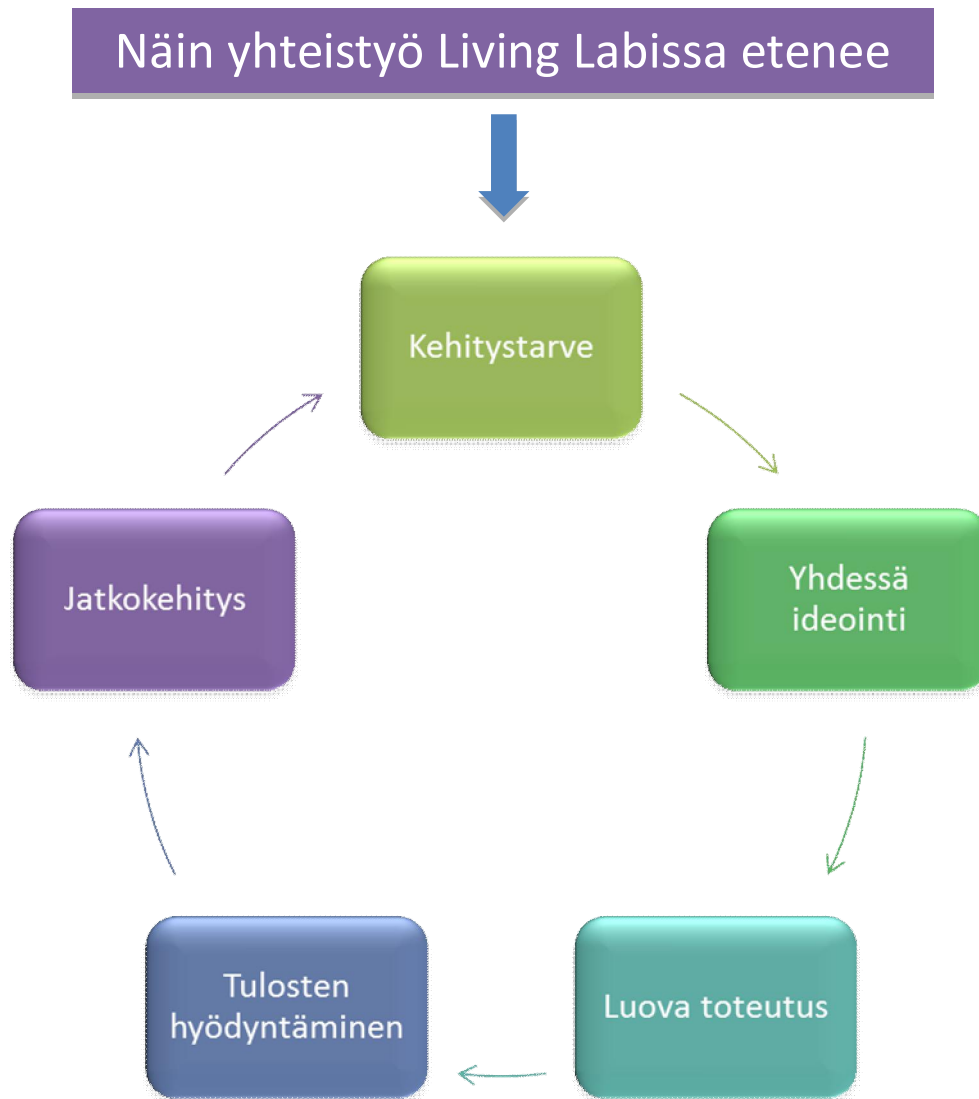 Näin yhteistyö Living Labissa etenee
Kehitystarve
Yhdessä
ideointi
Luova toteutus
Tulosten
hyödyntäminen
Jatkokehitys